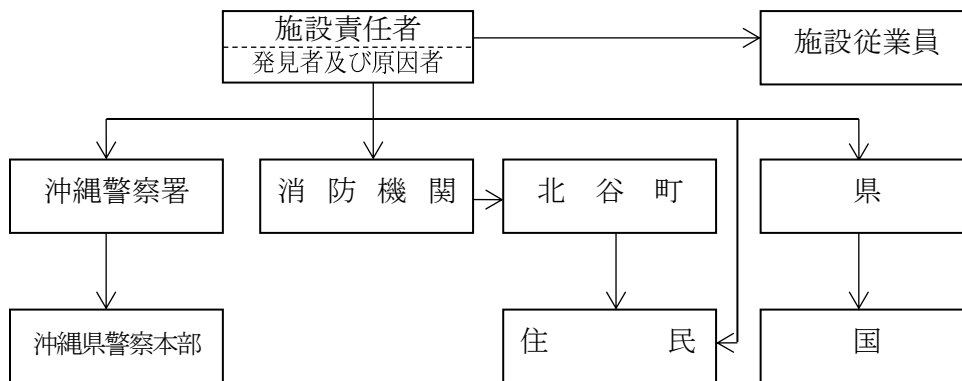 施設責任者
発見者及び原因者
施設従業員
沖縄警察署
消防機関
北谷町
県
沖縄県警察本部
住民
国